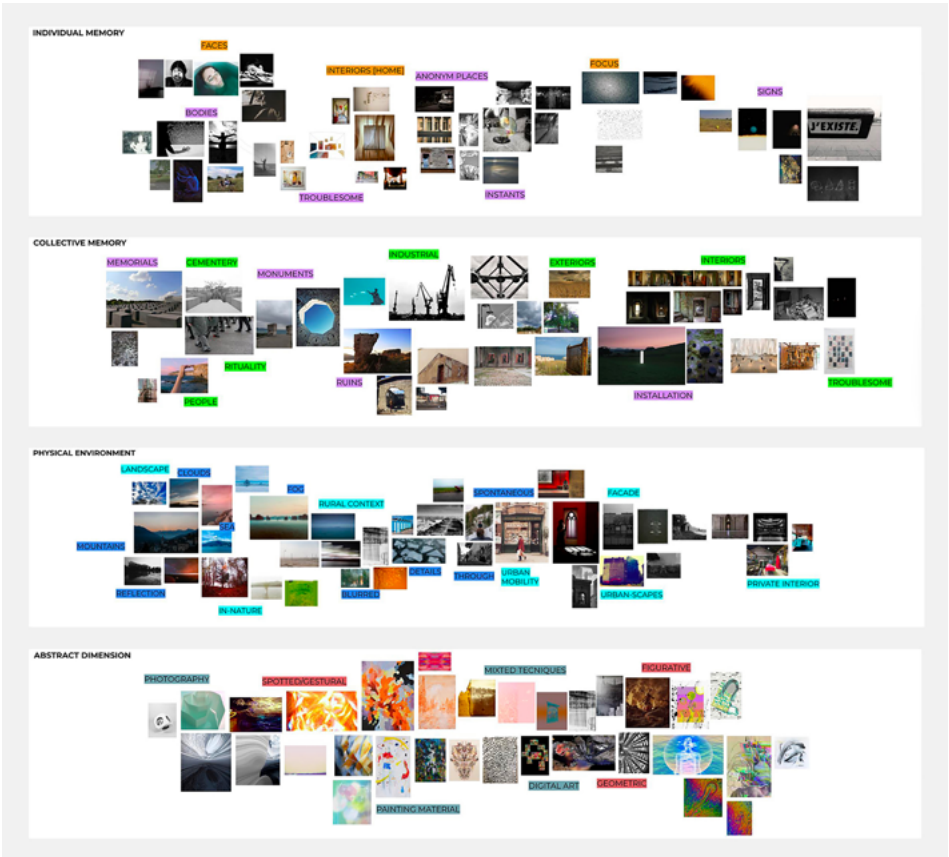 INDIVIDUAL MEMORY
FACES
INTERIORS [HOME]
ANONYM PLACES
FOCUS
SIGNS
BODIES
J'EXISTE.
TROUBLESOME
INSTANTS
COLLECTIVE MEMORY
MEMORIALS
CEMENTERY
MONUMENTS
INDUSTRIAL
EXTERIORS
INTERIORS
RITUALITY
RUINS
PEOPLE
INSTALLATION
TROUBLESOME
PHYSICAL ENVIRONMENT
LANDSCAPE
CLOUDS
FOG
RURAL CONTEXT
SPONTANEOUS
FACADE
SEA
MOUNTAINS
DETAILS
THROUGH
URBAN
MOBILITY
PRIVATE INTERIOR
REFLECTION
BLURRED
URBAN-SCAPES
IN-NATURE
ABSTRACT DIMENSION
PHOTOGRAPHY
SPOTTED/GESTURAL
MIXTED TECNIQUES
FIGURATIVE
DIGITAL ART
GEOMETRIC
PAINTING MATERIAL